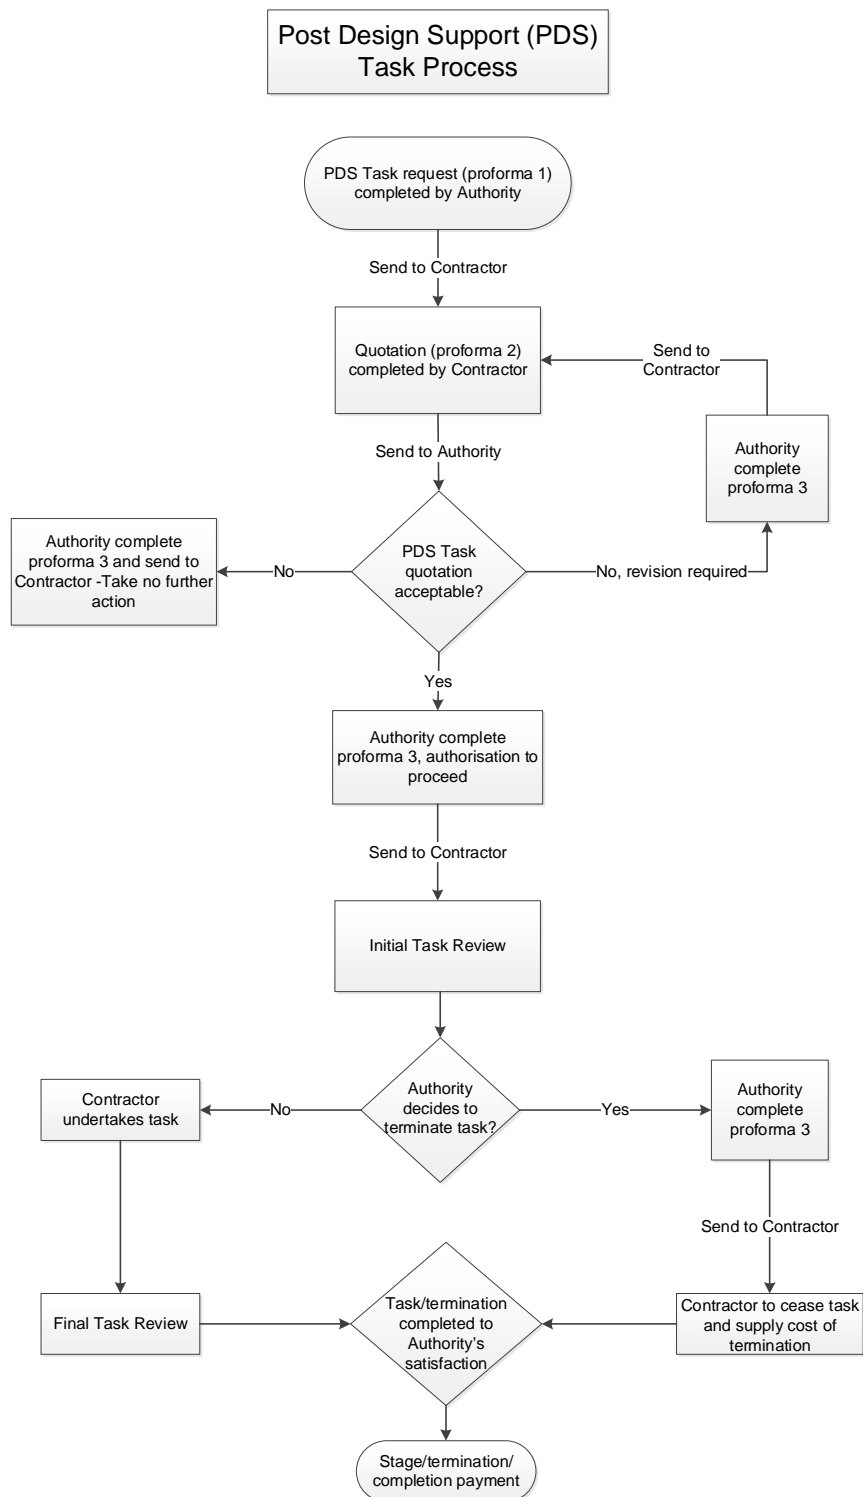 Post Design Support (PDS)
Task Process
PDS Task request (proforma 1)
completed by Authority
Send to Contractor
Quotation (proforma 2)
completed by Contractor
Send to
Contractor
Send to Authority
Authority
complete
proforma 3
Authority complete
proforma 3 and send to
Contractor -Take no further
action
No
PDS Task
quotation
acceptable?
No, revision required
Yes
Authority complete
proforma 3, authorisation to
proceed
Send to Contractor
Initial Task Review
Contractor
undertakes task
No
Authority
decides to
terminate task?
Yes
Authority
complete
proforma 3
Send to Contractor
Final Task Review
Task/termination
completed to
Authority's
satisfaction
Contractor to cease task
and supply cost of
termination
Stage/termination/
completion payment